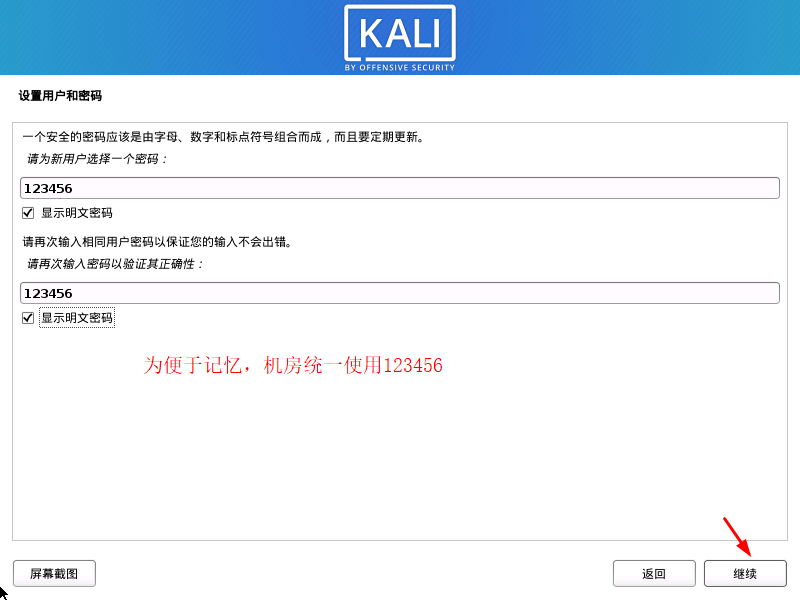 KALI
BY OFFENSIVE SECURITY
设置用户和密码
一个安全的密码应该是由字母、数字和标点符号组合而成，而且要定期更新。
请为新用户选择一个密码：
123456
显示明文密码
请再次输入相同用户密码以保证您的输入不会出错。
请再次输入密码以验证其正确性：
123456
显示明文密码
为便于记忆，机房统一使用123456
屏幕截图
返回
继续